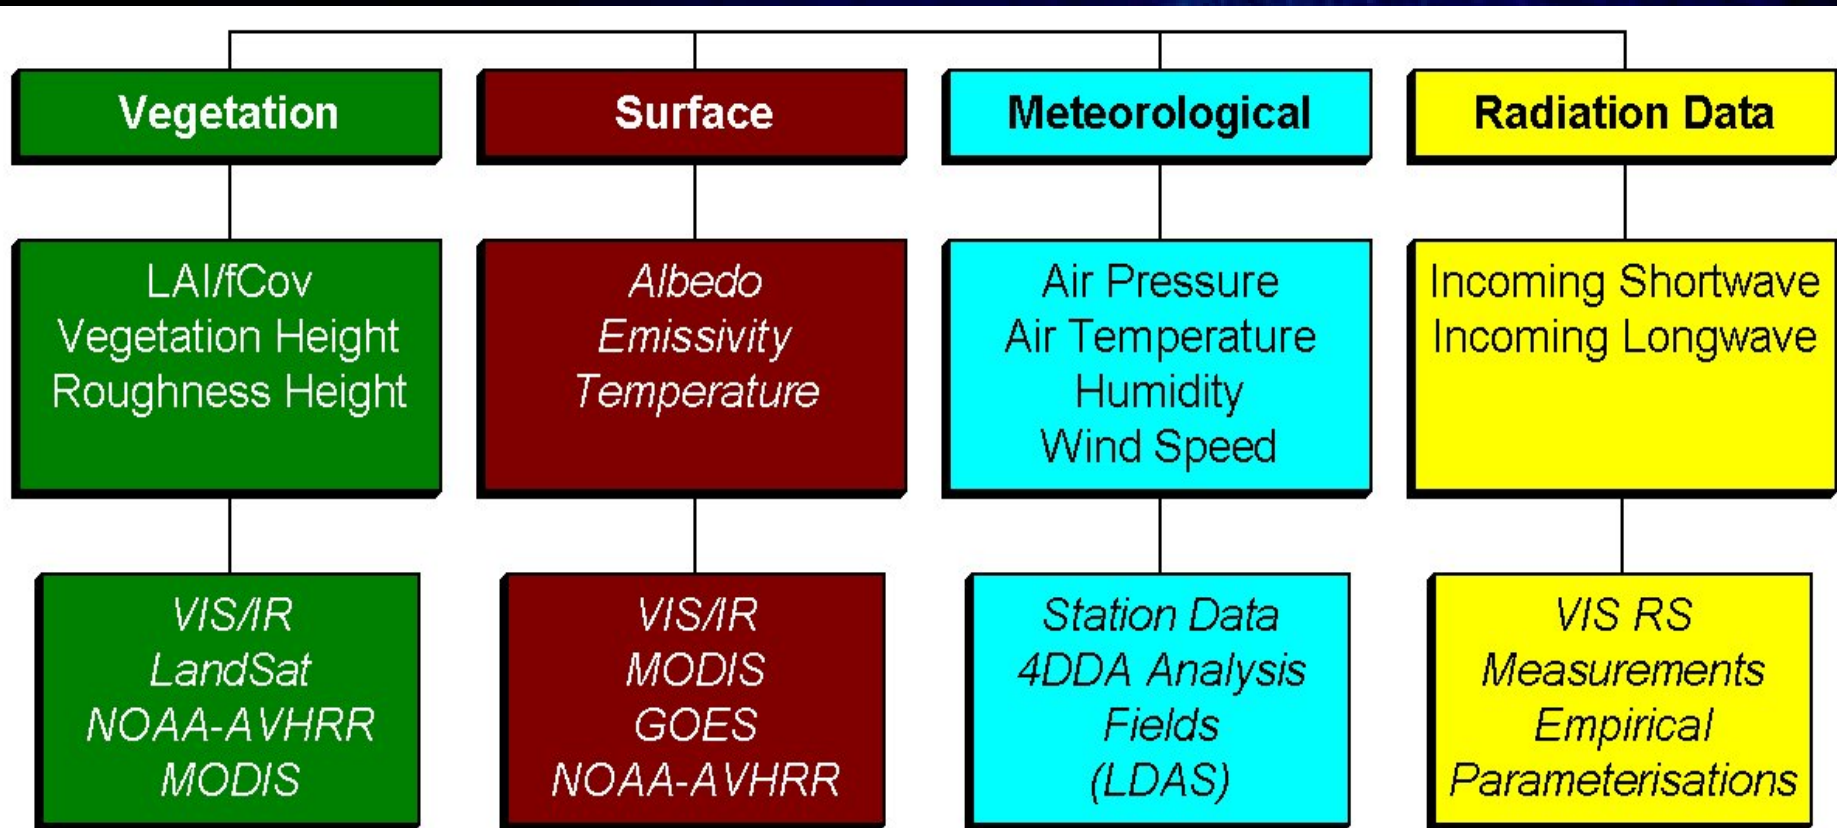 Vegetation
Surface
Meteorological
Radiation Data
LAI/fCov
Vegetation Height
Roughness Height
Albedo
Emissivity
Temperature
Air Pressure
Air Temperature
Humidity
Wind Speed
Incoming Shortwave
Incoming Longwave
VIS/IR
LandSat
NOAA-AVHRR
MODIS
VIS/IR
MODIS
GOES
NOAA-AVHRR
Station Data
4DDA Analysis
Fields
(LDAS)
VIS RS
Measurements
Empirical
Parameterisations